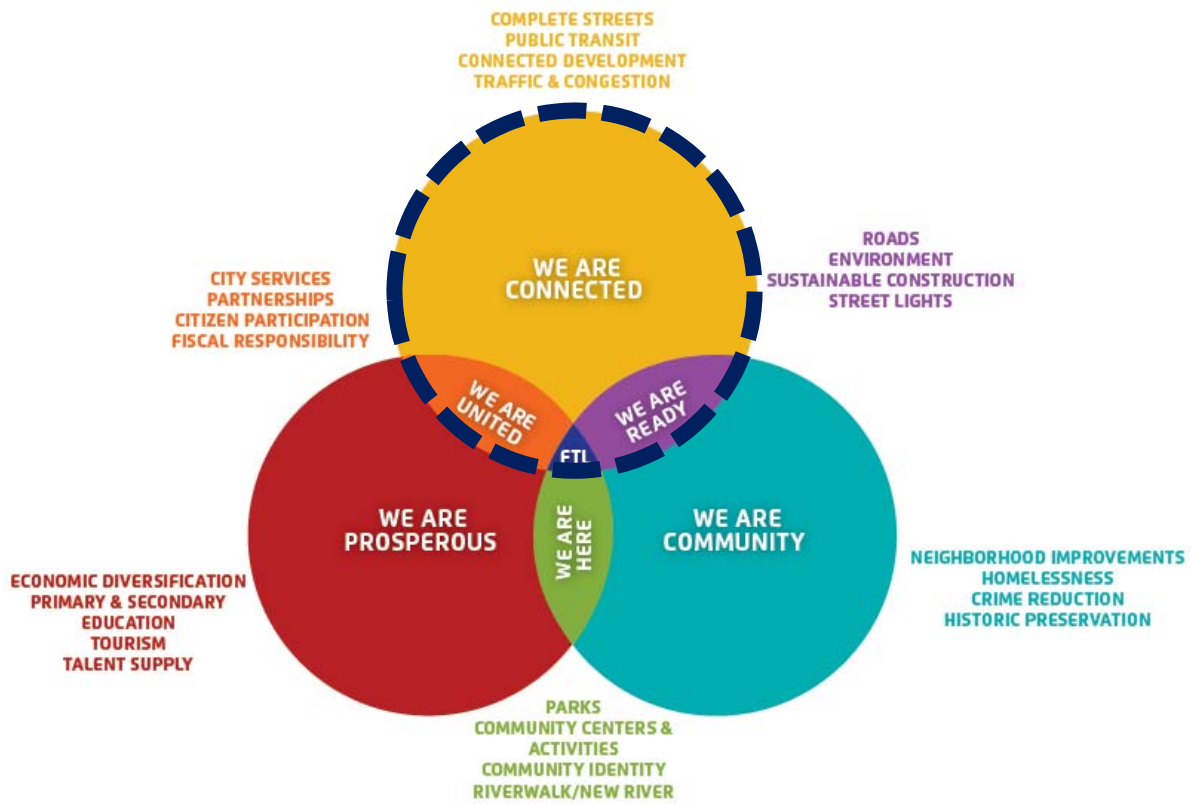 COMPLETE STREETS
PUBLIC TRANSIT
CONNECTED DEVELOPMENT
TRAFFIC & CONGESTION
WE ARE
CONNECTED
ROADS
ENVIRONMENT
SUSTAINABLE CONSTRUCTION
STREET LIGHTS
CITY SERVICES
PARTNERSHIPS
CITIZEN PARTICIPATION
FISCAL RESPONSIBILITY
WE ARE
UNITED
WE ARE
READY
FTL
WE ARE
PROSPEROUS
WE ARE
HERE
WE ARE
COMMUNITY
ECONOMIC DIVERSIFICATION
PRIMARY & SECONDARY
EDUCATION
TOURISM
TALENT SUPPLY
NEIGHBORHOOD IMPROVEMENTS
HOMELESSNESS
CRIME REDUCTION
HISTORIC PRESERVATION
PARKS
COMMUNITY CENTERS &
ACTIVITIES
COMMUNITY IDENTITY
RIVERWALK/NEW RIVER